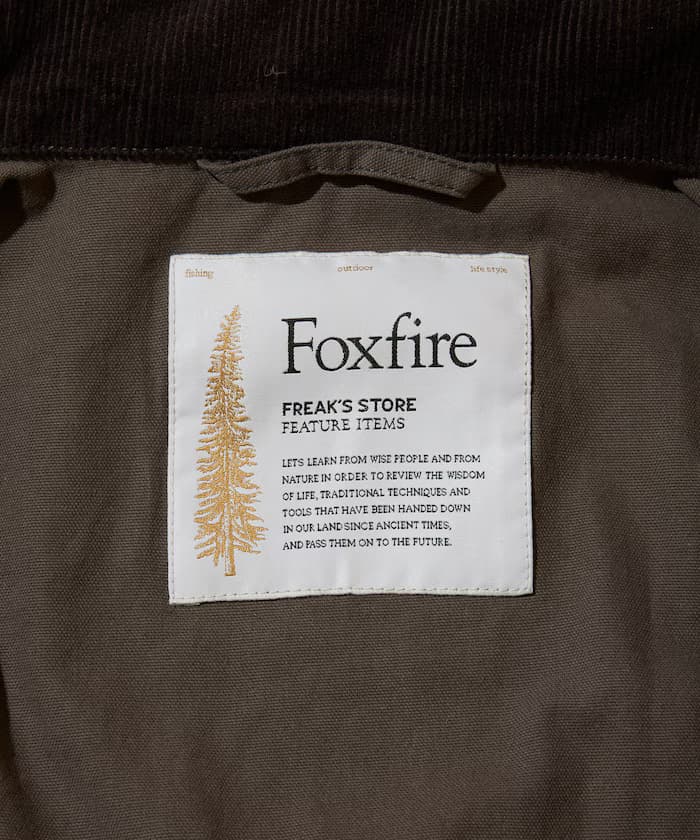 fishing outdoor life style
Foxfire
FREAK'S STORE
FEATURE ITEMS
LET'S LEARN FROM WISE PEOPLE AND FROM
NATURE IN ORDER TO REVIEW THE WISDOM
OF LIFE, TRADITIONAL TECHNIQUES AND
TOOLS THAT HAVE BEEN HANDED DOWN
IN OUR LAND SINCE ANCIENT TIMES,
AND PASS THEM ON TO THE FUTURE.